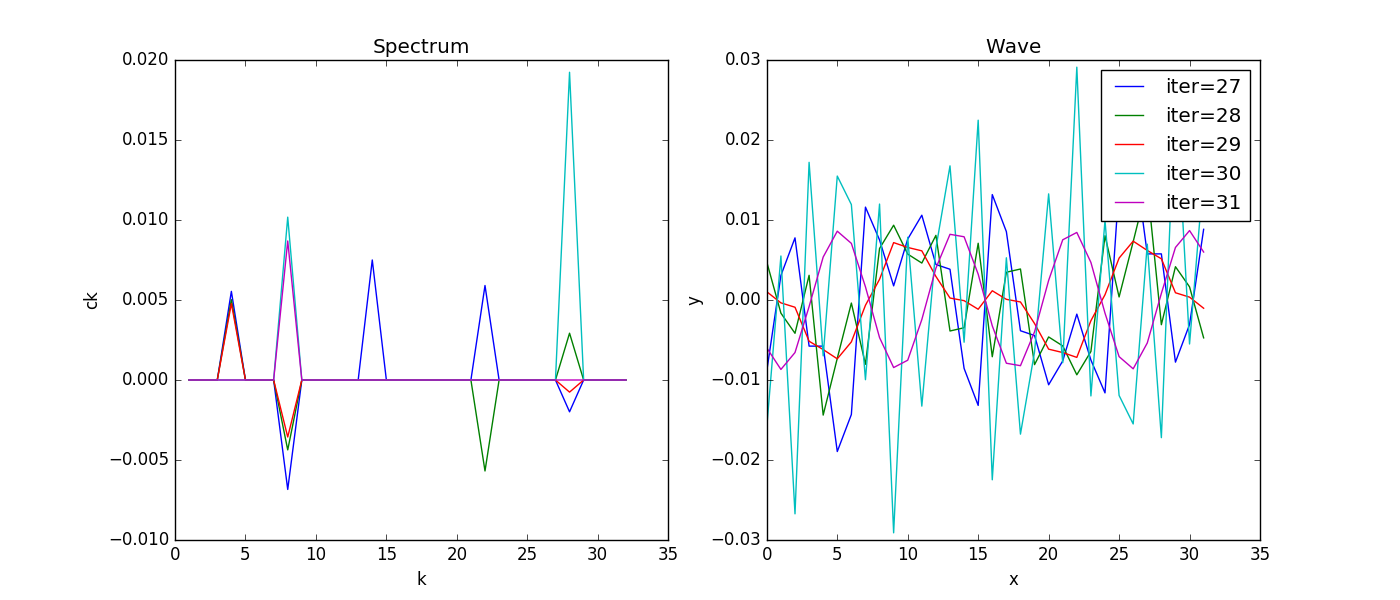 Spectrum
0.020
0.015
0.010
0.005
0.000
−0.005
−0.010
0 5 10 15 20 25 30 35
k
ck
Wave
0.03
0.02
0.01
0.00
−0.01
−0.02
−0.03
0 5 10 15 20 25 30 35
x
y
iter=27
iter=28
iter=29
iter=30
iter=31